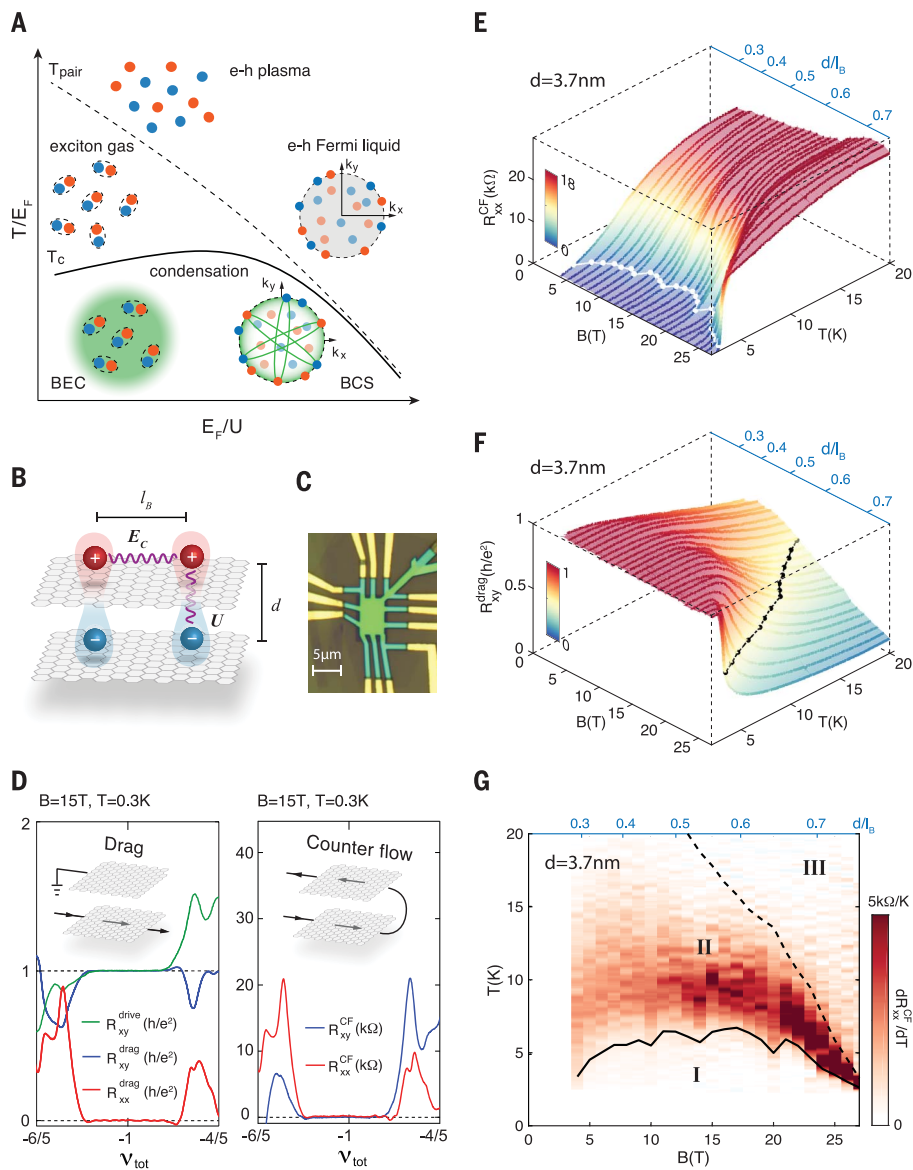 A
T/E_F
T_pair
e-h plasma
exciton gas
e-h Fermi liquid
k_y
k_x
T_c
condensation
k_y
k_x
BEC
BCS
E_F/U
B
l_B
E_C
U
d
+
+
−
−
C
5μm
D
B=15T, T=0.3K
Drag
2
1
0
R_xy^drive (h/e²)
R_xy^drag (h/e²)
R_xx^drag (h/e²)
-6/5
-1
-4/5
ν_tot
B=15T, T=0.3K
Counter flow
40
30
20
10
0
R_xy^CF (kΩ)
R_xx^CF (kΩ)
-6/5
-1
-4/5
ν_tot
E
d=3.7nm
d/l_B
0.3
0.4
0.5
0.6
0.7
R_xx^CF (kΩ)
20
10
0
18
0
0
5
10
15
20
25
B(T)
5
10
15
20
T(K)
F
d=3.7nm
d/l_B
0.3
0.4
0.5
0.6
0.7
R_xy^drag (h/e²)
1
0.5
0
1
0
0
5
10
15
20
25
B(T)
5
10
15
20
T(K)
G
0.3
0.4
0.5
0.6
0.7
d/l_B
d=3.7nm
III
II
I
T(K)
20
15
10
5
0
0
5
10
15
20
25
B(T)
5kΩ/K
dR_xx^CF/dT
0